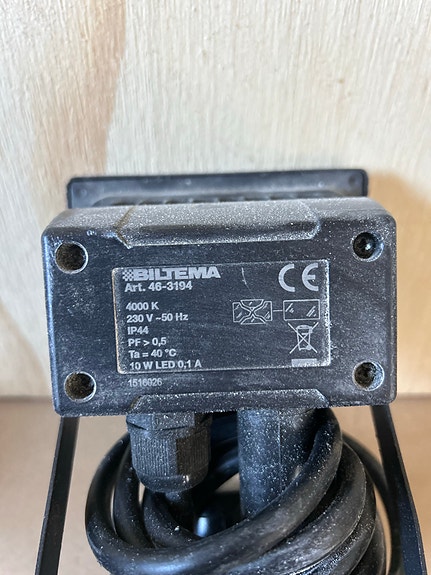 BILTEMA
Art. 46-3194
4000 K
230 V ~50 Hz
IP44
PF > 0,5
Ta = 40 °C
10 W LED 0,1 A
1516026
CE